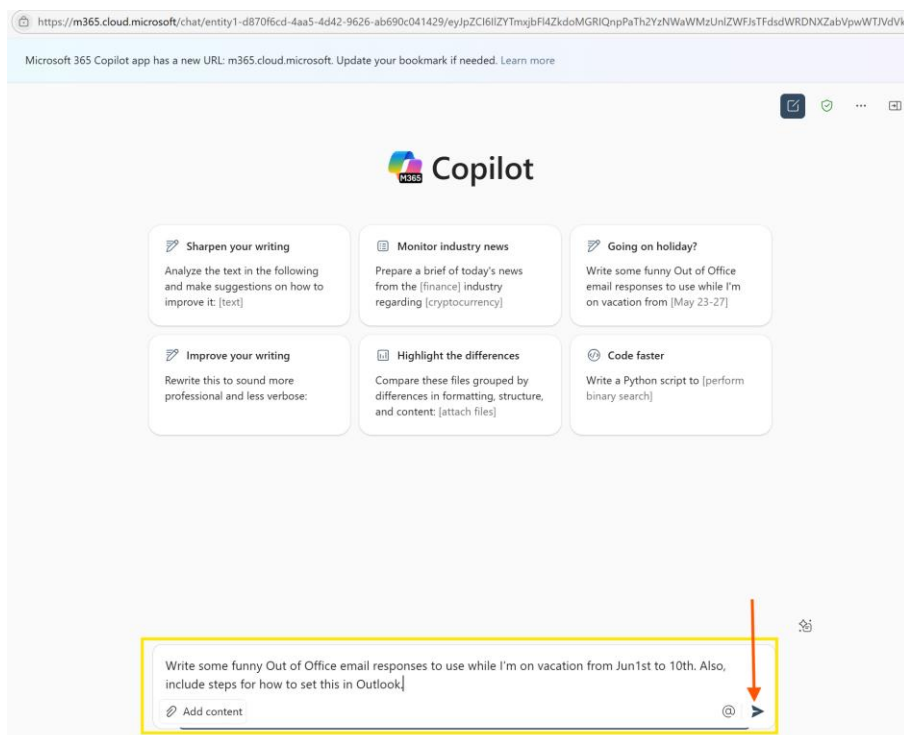 https://m365.cloud.microsoft/chat/entity1-d870f6cd-4aa5-4d42-9626-ab690c041429/
Microsoft 365 Copilot app has a new URL: m365.cloud.microsoft. Update your bookmark if needed. Learn more
M365 Copilot
Sharpen your writing
Analyze the text in the following
and make suggestions on how to
improve it: [text]
Monitor industry news
Prepare a brief of today's news
from the [finance] industry
regarding [cryptocurrency]
Going on holiday?
Write some funny Out of Office
email responses to use while I'm
on vacation from [May 23-27]
Improve your writing
Rewrite this to sound more
professional and less verbose:
Highlight the differences
Compare these files grouped by
differences in formatting, structure,
and content: [attach files]
Code faster
Write a Python script to [perform
binary search]
Write some funny Out of Office email responses to use while I'm on vacation from Jun1st to 10th. Also,
include steps for how to set this in Outlook.
Add content @